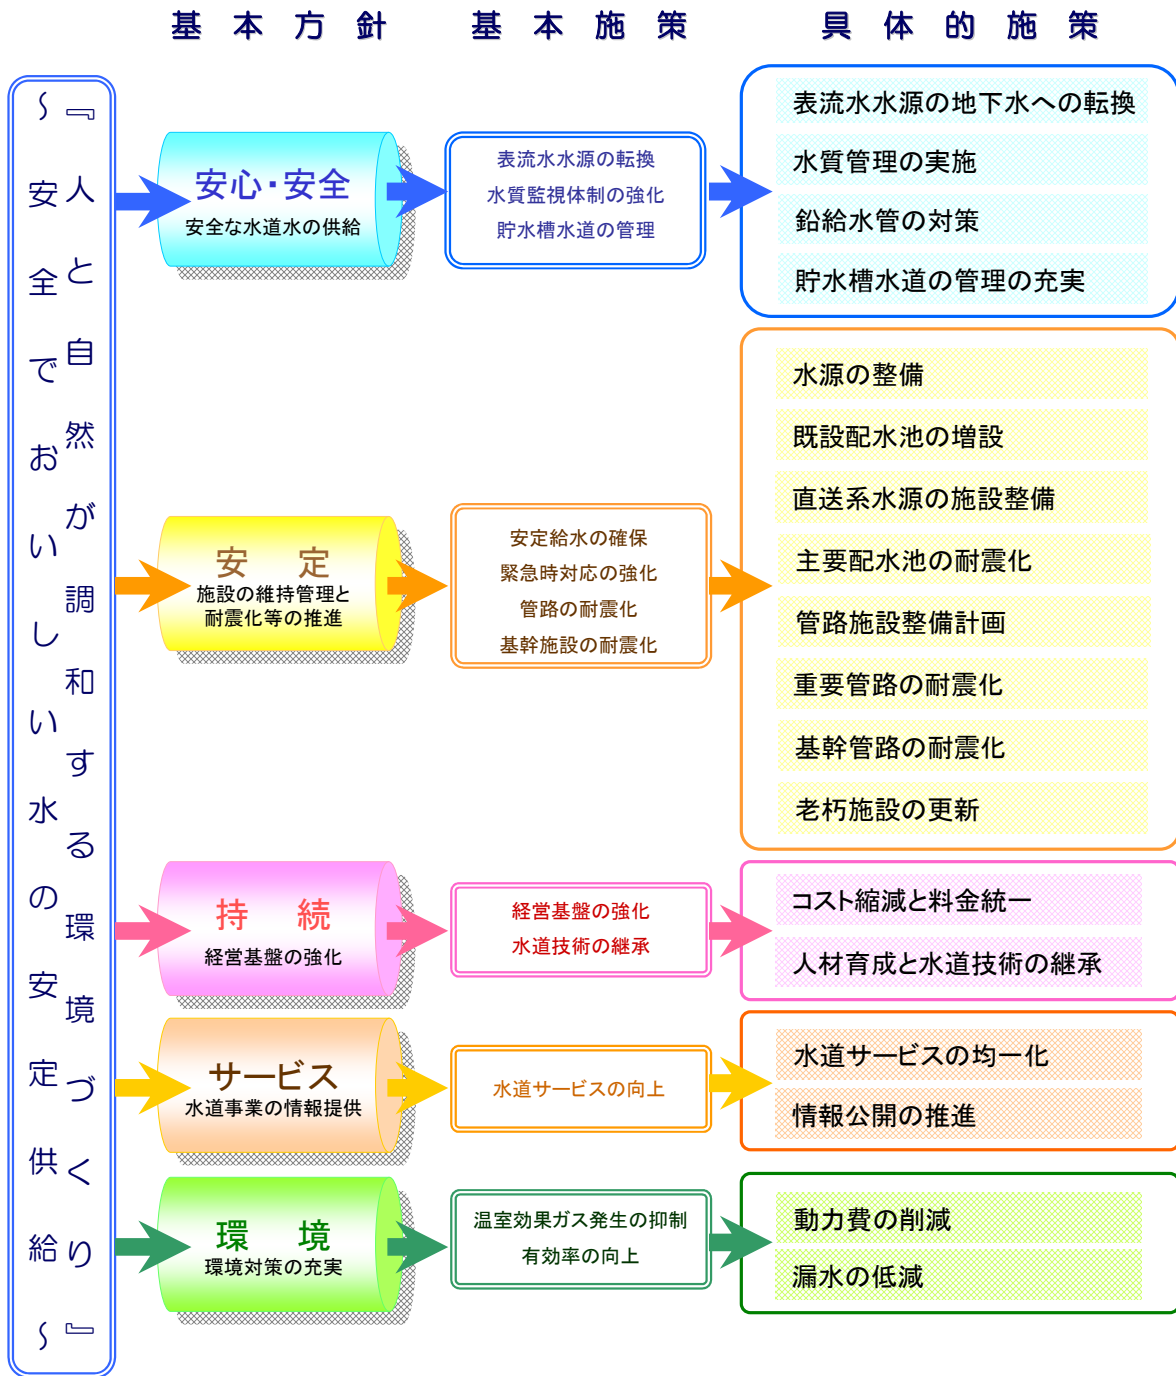 基本方針
基本施策
具体的施策
『人と自然が調和する環境づくり』
～安全でおいしい水の安定供給～
安心・安全
安全な水道水の供給
表流水水源の転換
水質監視体制の強化
貯水槽水道の管理
表流水水源の地下水への転換
水質管理の実施
鉛給水管の対策
貯水槽水道の管理の充実
安定
施設の維持管理と
耐震化等の推進
安定給水の確保
緊急時対応の強化
管路の耐震化
基幹施設の耐震化
水源の整備
既設配水池の増設
直送系水源の施設整備
主要配水池の耐震化
管路施設整備計画
重要管路の耐震化
基幹管路の耐震化
老朽施設の更新
持続
経営基盤の強化
経営基盤の強化
水道技術の継承
コスト縮減と料金統一
人材育成と水道技術の継承
サービス
水道事業の情報提供
水道サービスの向上
水道サービスの均一化
情報公開の推進
環境
環境対策の充実
温室効果ガス発生の抑制
有効率の向上
動力費の削減
漏水の低減